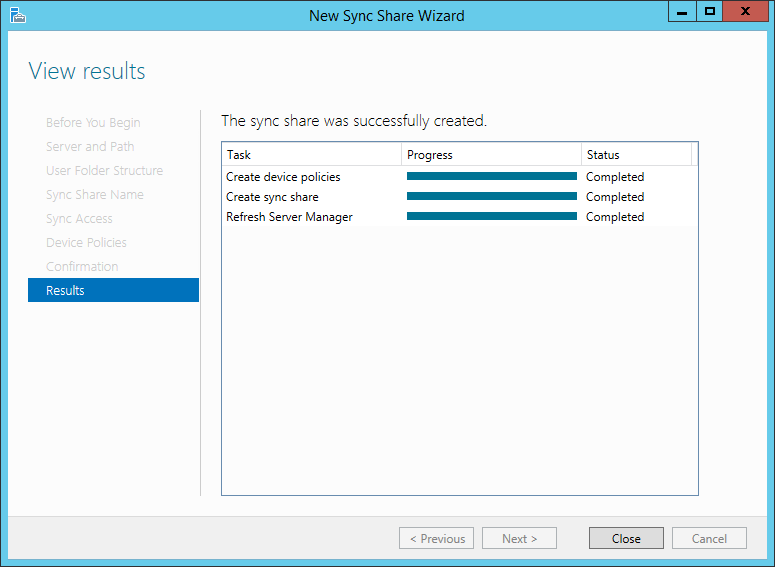 New Sync Share Wizard
View results
Before You Begin
Server and Path
User Folder Structure
Sync Share Name
Sync Access
Device Policies
Confirmation
Results
The sync share was successfully created.
Task Progress Status
Create device policies Completed
Create sync share Completed
Refresh Server Manager Completed
< Previous Next > Close Cancel